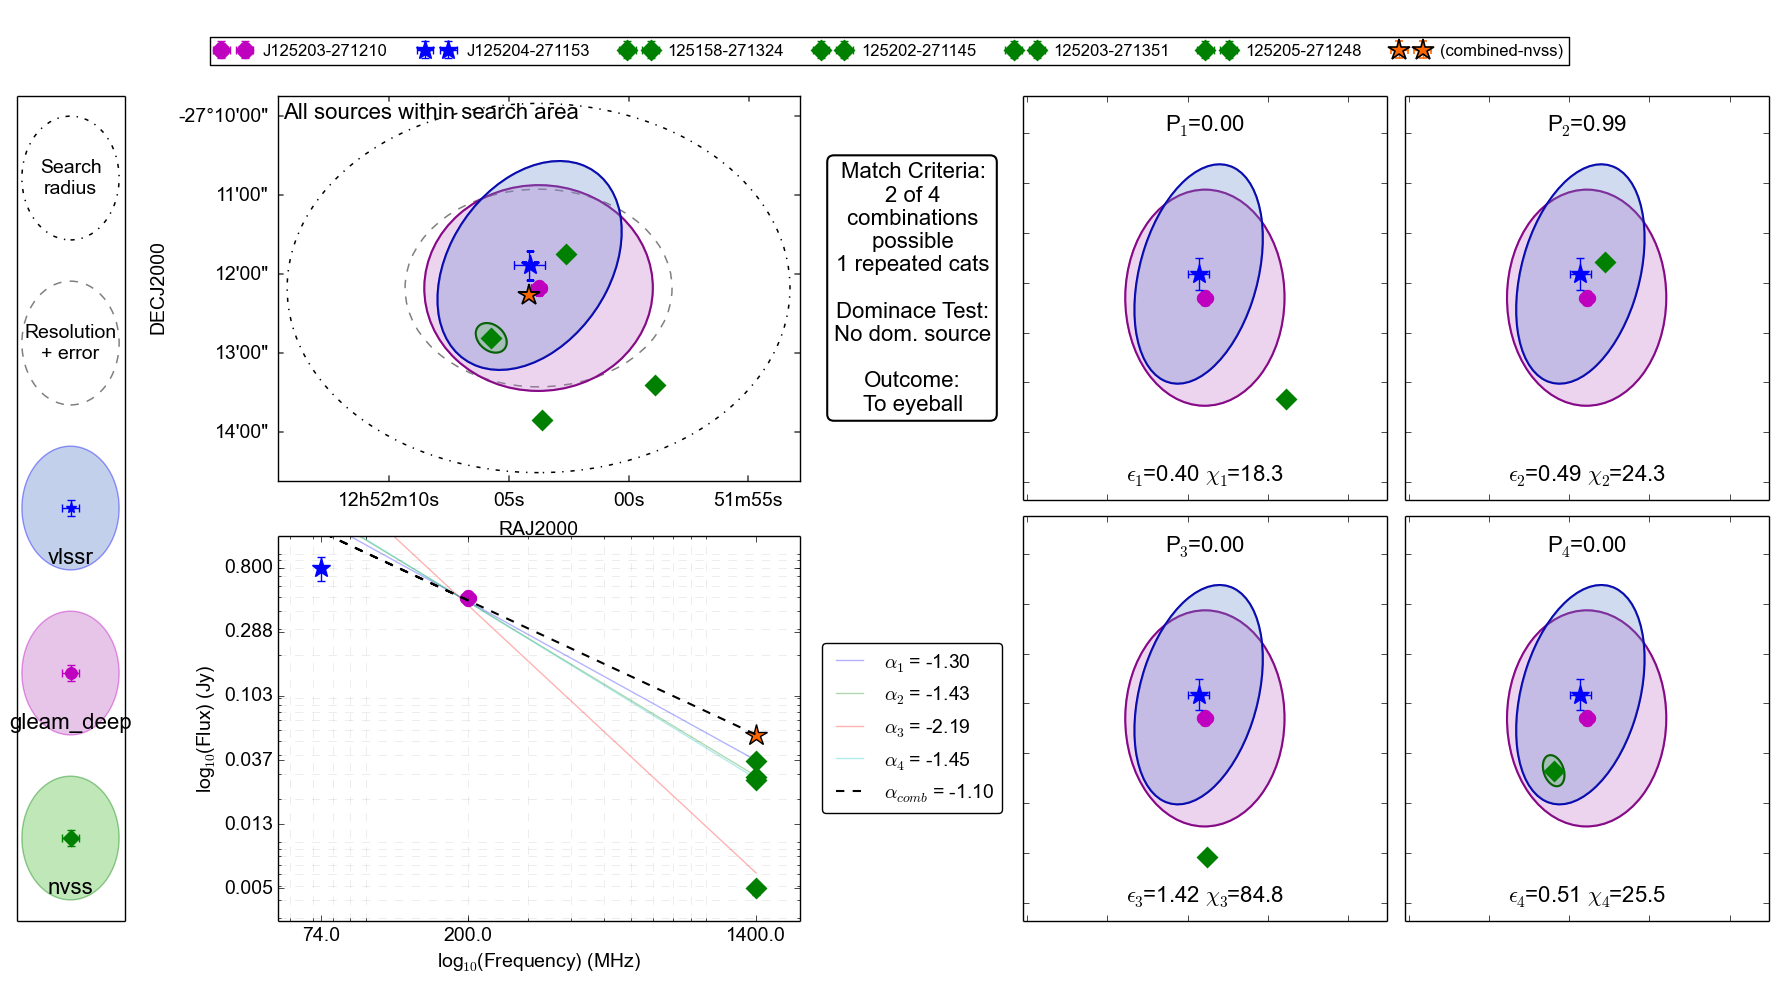 J125203-271210 J125204-271153 125158-271324 125202-271145 125203-271351 125205-271248 (combined-nvss)
Search
radius
Resolution
+ error
vlssr
gleam_deep
nvss
All sources within search area
DECJ2000
-27°10'00"
11'00"
12'00"
13'00"
14'00"
12h52m10s 05s 00s 51m55s
RAJ2000
Match Criteria:
2 of 4
combinations
possible
1 repeated cats
Dominace Test:
No dom. source
Outcome:
To eyeball
log₁₀(Flux) (Jy)
0.800
0.288
0.103
0.037
0.013
0.005
74.0 200.0 1400.0
log₁₀(Frequency) (MHz)
α₁ = -1.30
α₂ = -1.43
α₃ = -2.19
α₄ = -1.45
α_comb = -1.10
P₁=0.00
ϵ₁=0.40 χ₁=18.3
P₂=0.99
ϵ₂=0.49 χ₂=24.3
P₃=0.00
ϵ₃=1.42 χ₃=84.8
P₄=0.00
ϵ₄=0.51 χ₄=25.5